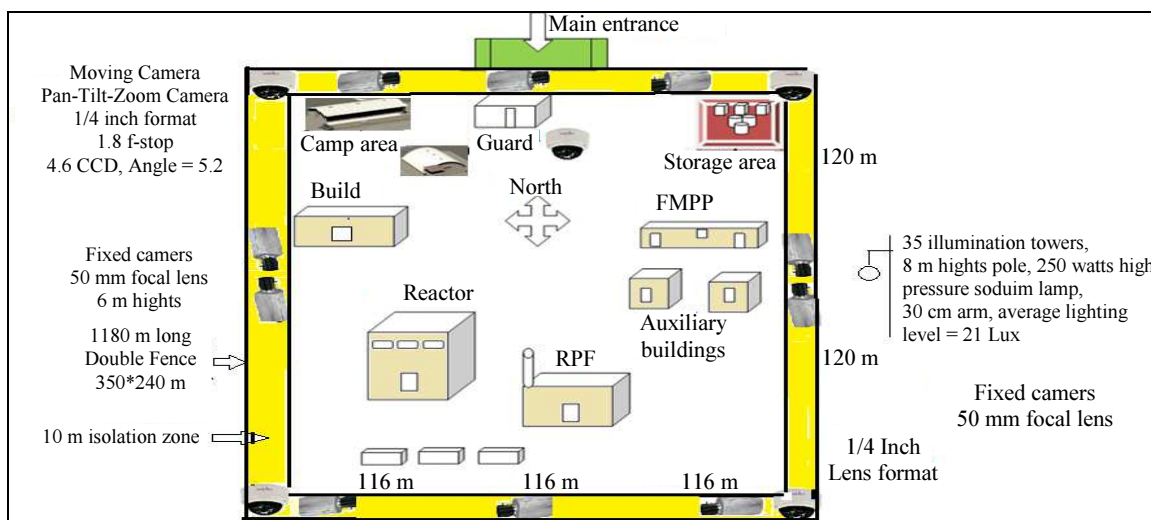 Main entrance
Moving Camera
Pan-Tilt-Zoom Camera
1/4 inch format
1.8 f-stop
4.6 CCD, Angle = 5.2
Camp area
Guard
Storage area
120 m
Build
North
FMPP
Fixed cameras
50 mm focal lens
6 m hights
35 illumination towers,
8 m hights pole, 250 watts high
pressure soduim lamp,
30 cm arm, average lighting
level = 21 Lux
Reactor
Auxiliary
buildings
1180 m long
Double Fence
350*240 m
RPF
120 m
Fixed cameras
50 mm focal lens
10 m isolation zone
1/4 Inch
Lens format
116 m
116 m
116 m